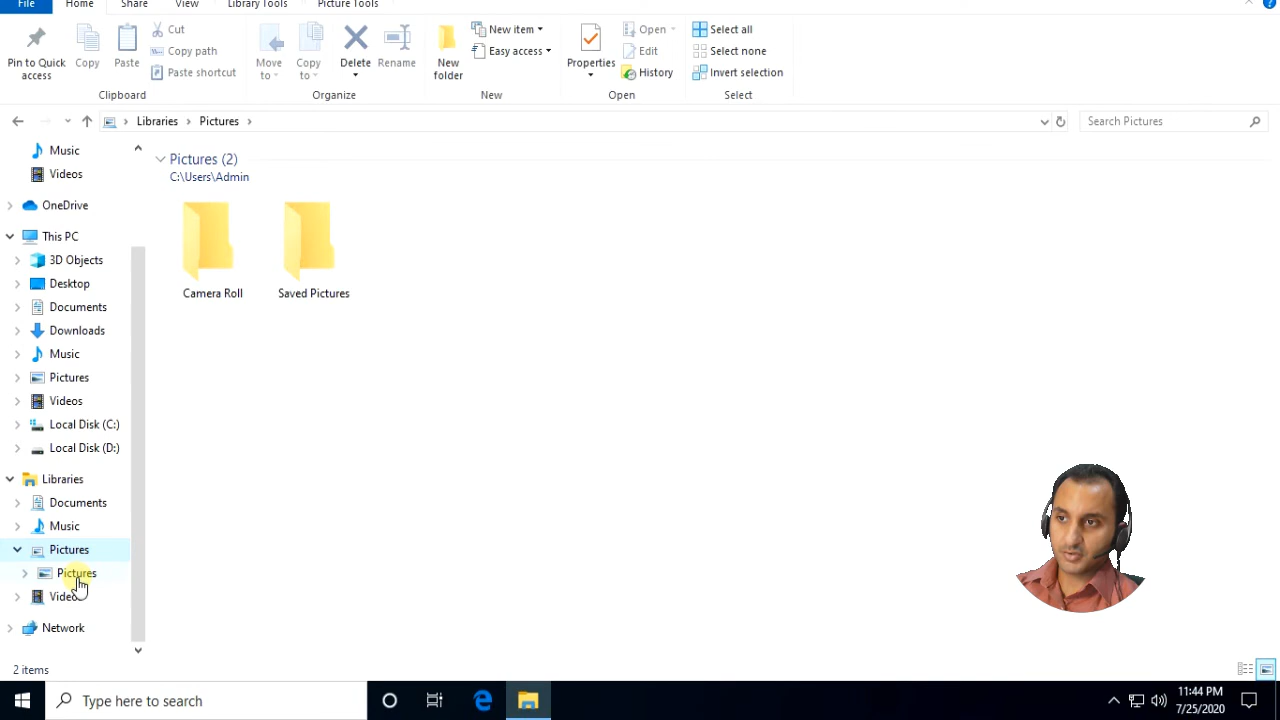 File Home Share View Library Tools Picture Tools
Pin to Quick access
Copy
Paste
Cut
Copy path
Paste shortcut
Clipboard
Move to
Copy to
Delete
Rename
Organize
New folder
New item
Easy access
New
Properties
Open
Edit
History
Open
Select all
Select none
Invert selection
Select
Libraries Pictures
Search Pictures
Music
Videos
OneDrive
This PC
3D Objects
Desktop
Documents
Downloads
Music
Pictures
Videos
Local Disk (C:)
Local Disk (D:)
Libraries
Documents
Music
Pictures
Pictures
Videos
Network
Pictures (2)
C:\Users\Admin
Camera Roll
Saved Pictures
2 items
Type here to search
11:44 PM
7/25/2020